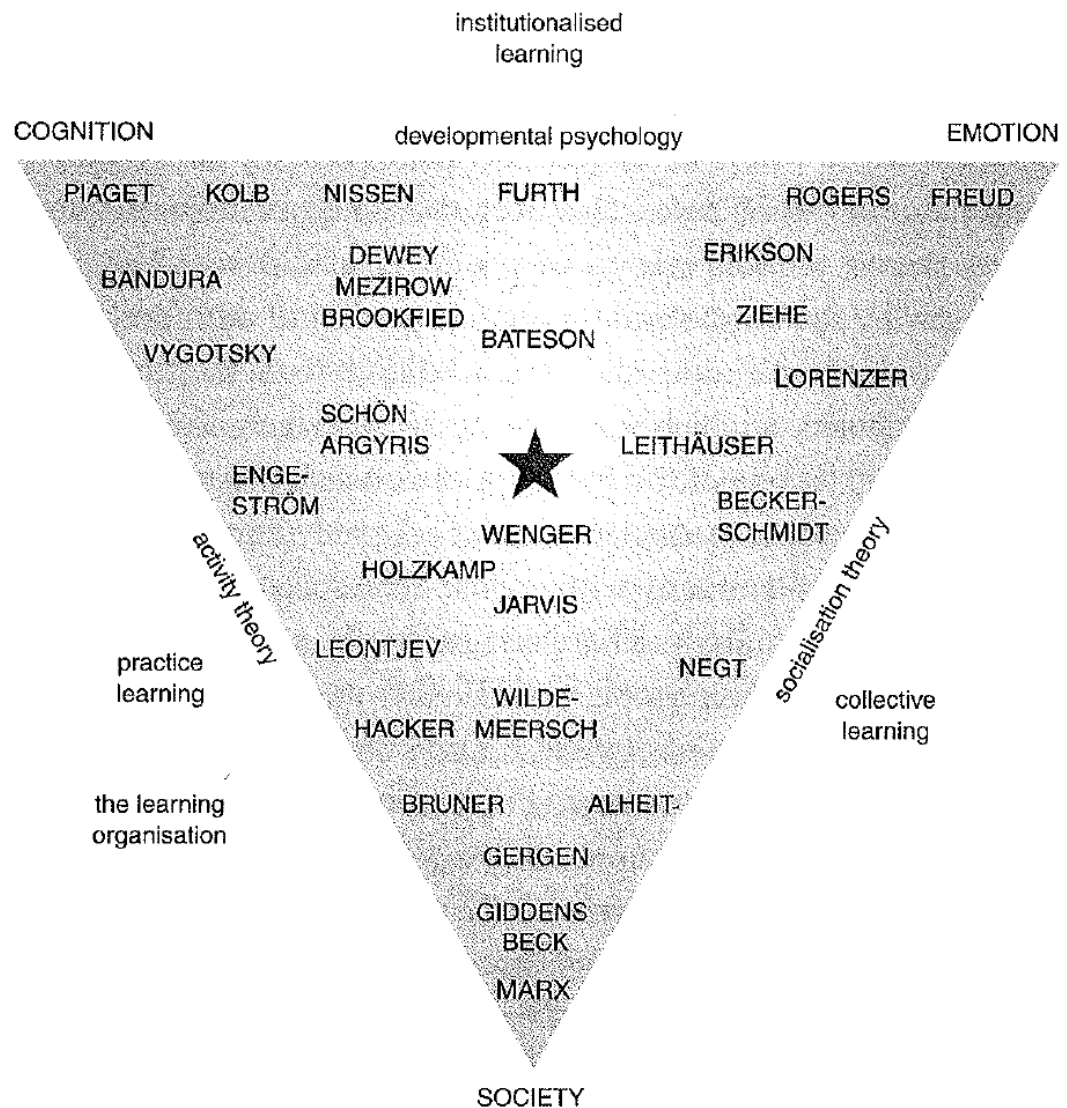 institutionalised
learning
COGNITION
developmental psychology
EMOTION
PIAGET KOLB NISSEN FURTH ROGERS FREUD
DEWEY
MEZIROW
BROOKFIED
ERIKSON
BANDURA
ZIEHE
BATESON
VYGOTSKY
LORENZER
SCHÖN
ARGYRIS
LEITHÄUSER
ENGE-
STRÖM
BECKER-
SCHMIDT
WENGER
HOLZKAMP
JARVIS
activity theory
socialisation theory
LEONTJEV
NEGT
practice
learning
collective
learning
WILDE-
MEERSCH
HACKER
the learning
organisation
BRUNER
ALHEIT-
GERGEN
GIDDENS
BECK
MARX
SOCIETY